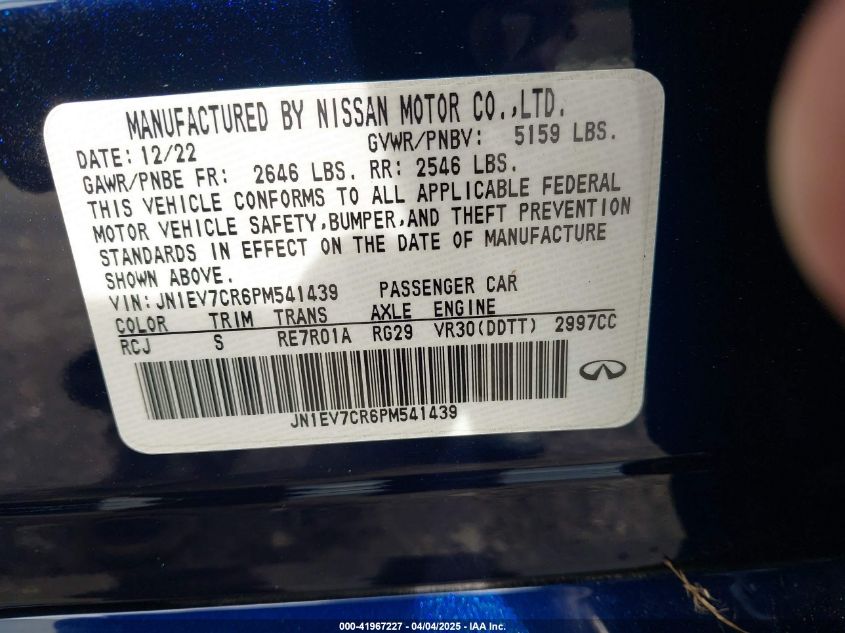 MANUFACTURED BY NISSAN MOTOR CO.,LTD.
DATE: 12/22 GVWR/PNBV: 5159 LBS.
GAWR/PNBE FR: 2646 LBS. RR: 2546 LBS.
THIS VEHICLE CONFORMS TO ALL APPLICABLE FEDERAL
MOTOR VEHICLE SAFETY,BUMPER,AND THEFT PREVENTION
STANDARDS IN EFFECT ON THE DATE OF MANUFACTURE
SHOWN ABOVE.
VIN:JN1EV7CR6PM541439 PASSENGER CAR
COLOR TRIM TRANS AXLE ENGINE
RCJ S RE7R01A RG29 VR30(DDTT) 2997CC
JN1EV7CR6PM541439
000-41967227 - 04/04/2025 - IAA Inc.